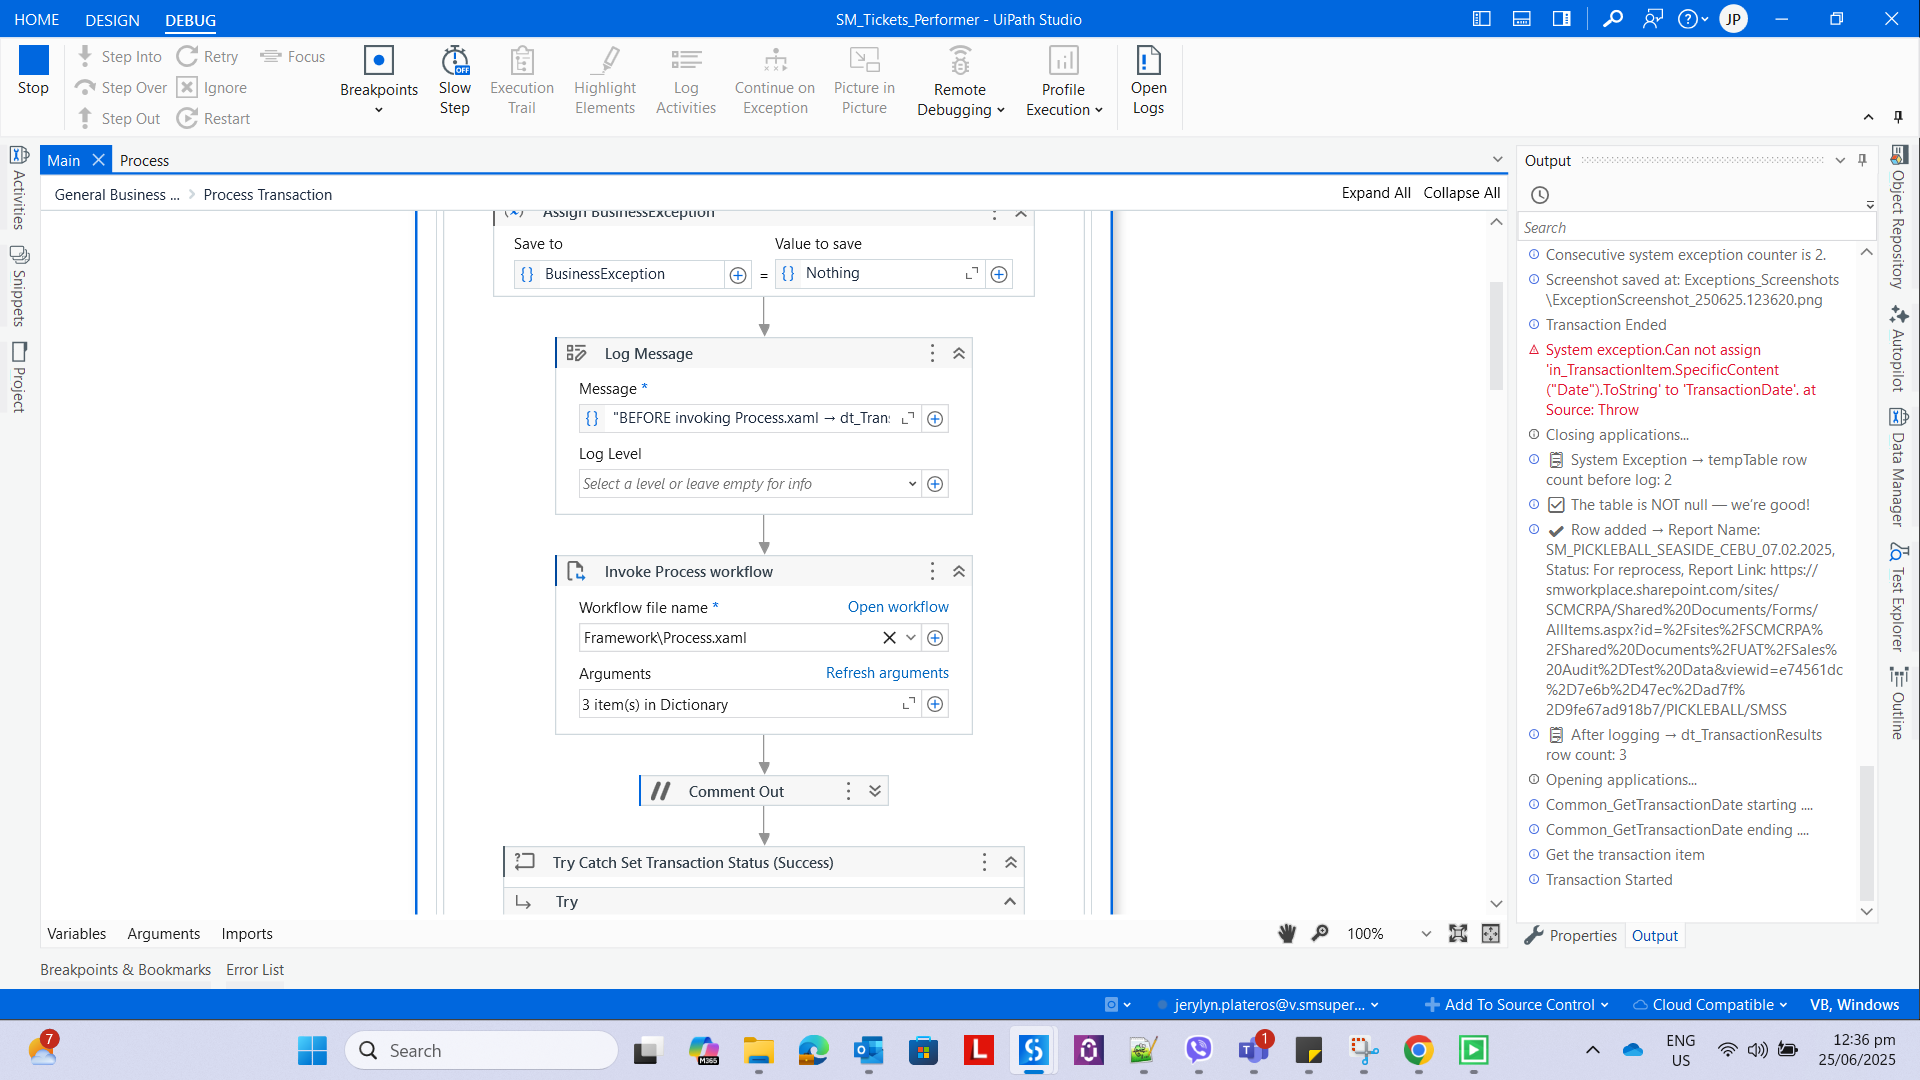 HOME
DESIGN
DEBUG
SM_Tickets_Performer - UiPath Studio
JP
Stop
Step Into
Step Over
Step Out
Retry
Ignore
Restart
Focus
Breakpoints
Slow
Step
OFF
Execution
Trail
Highlight
Elements
Log
Activities
Continue on
Exception
Picture in
Picture
Remote
Debugging
Profile
Execution
Open
Logs
Activities
Snippets
Project
Main
Process
General Business ...
Process Transaction
Expand All
Collapse All
Assign BusinessException
Save to
Value to save
BusinessException
=
Nothing
Log Message
Message *
"BEFORE invoking Process.xaml → dt_Trans
Log Level
Select a level or leave empty for info
Invoke Process workflow
Workflow file name *
Open workflow
Framework\Process.xaml
Arguments
Refresh arguments
3 item(s) in Dictionary
Comment Out
Try Catch Set Transaction Status (Success)
Try
Variables
Arguments
Imports
100%
Breakpoints & Bookmarks
Error List
Output
Search
Consecutive system exception counter is 2.
Screenshot saved at: Exceptions_Screenshots
\ExceptionScreenshot_250625.123620.png
Transaction Ended
System exception.Can not assign
'in_TransactionItem.SpecificContent
("Date").ToString' to 'TransactionDate'. at
Source: Throw
Closing applications...
System Exception → tempTable row
count before log: 2
The table is NOT null — we're good!
Row added → Report Name:
SM_PICKLEBALL_SEASIDE_CEBU_07.02.2025,
Status: For reprocess, Report Link: https://
smworkplace.sharepoint.com/sites/
SCMCRPA/Shared%20Documents/Forms/
AllItems.aspx?id=%2Fsites%2FSCMCRPA%
2FShared%20Documents%2FUAT%2FSales%
20Audit%2DTest%20Data&viewid=e74561dc
%2D7e6b%2D47ec%2Dad7f%
2D9fe67ad918b7/PICKLEBALL/SMSS
After logging → dt_TransactionResults
row count: 3
Opening applications...
Common_GetTransactionDate starting ....
Common_GetTransactionDate ending ....
Get the transaction item
Transaction Started
Properties
Output
Object Repository
Autopilot
Data Manager
Test Explorer
Outline
jerylyn.plateros@v.smsuper...
Add To Source Control
Cloud Compatible
VB, Windows
7
Search
M365
L
1
ENG
US
12:36 pm
25/06/2025